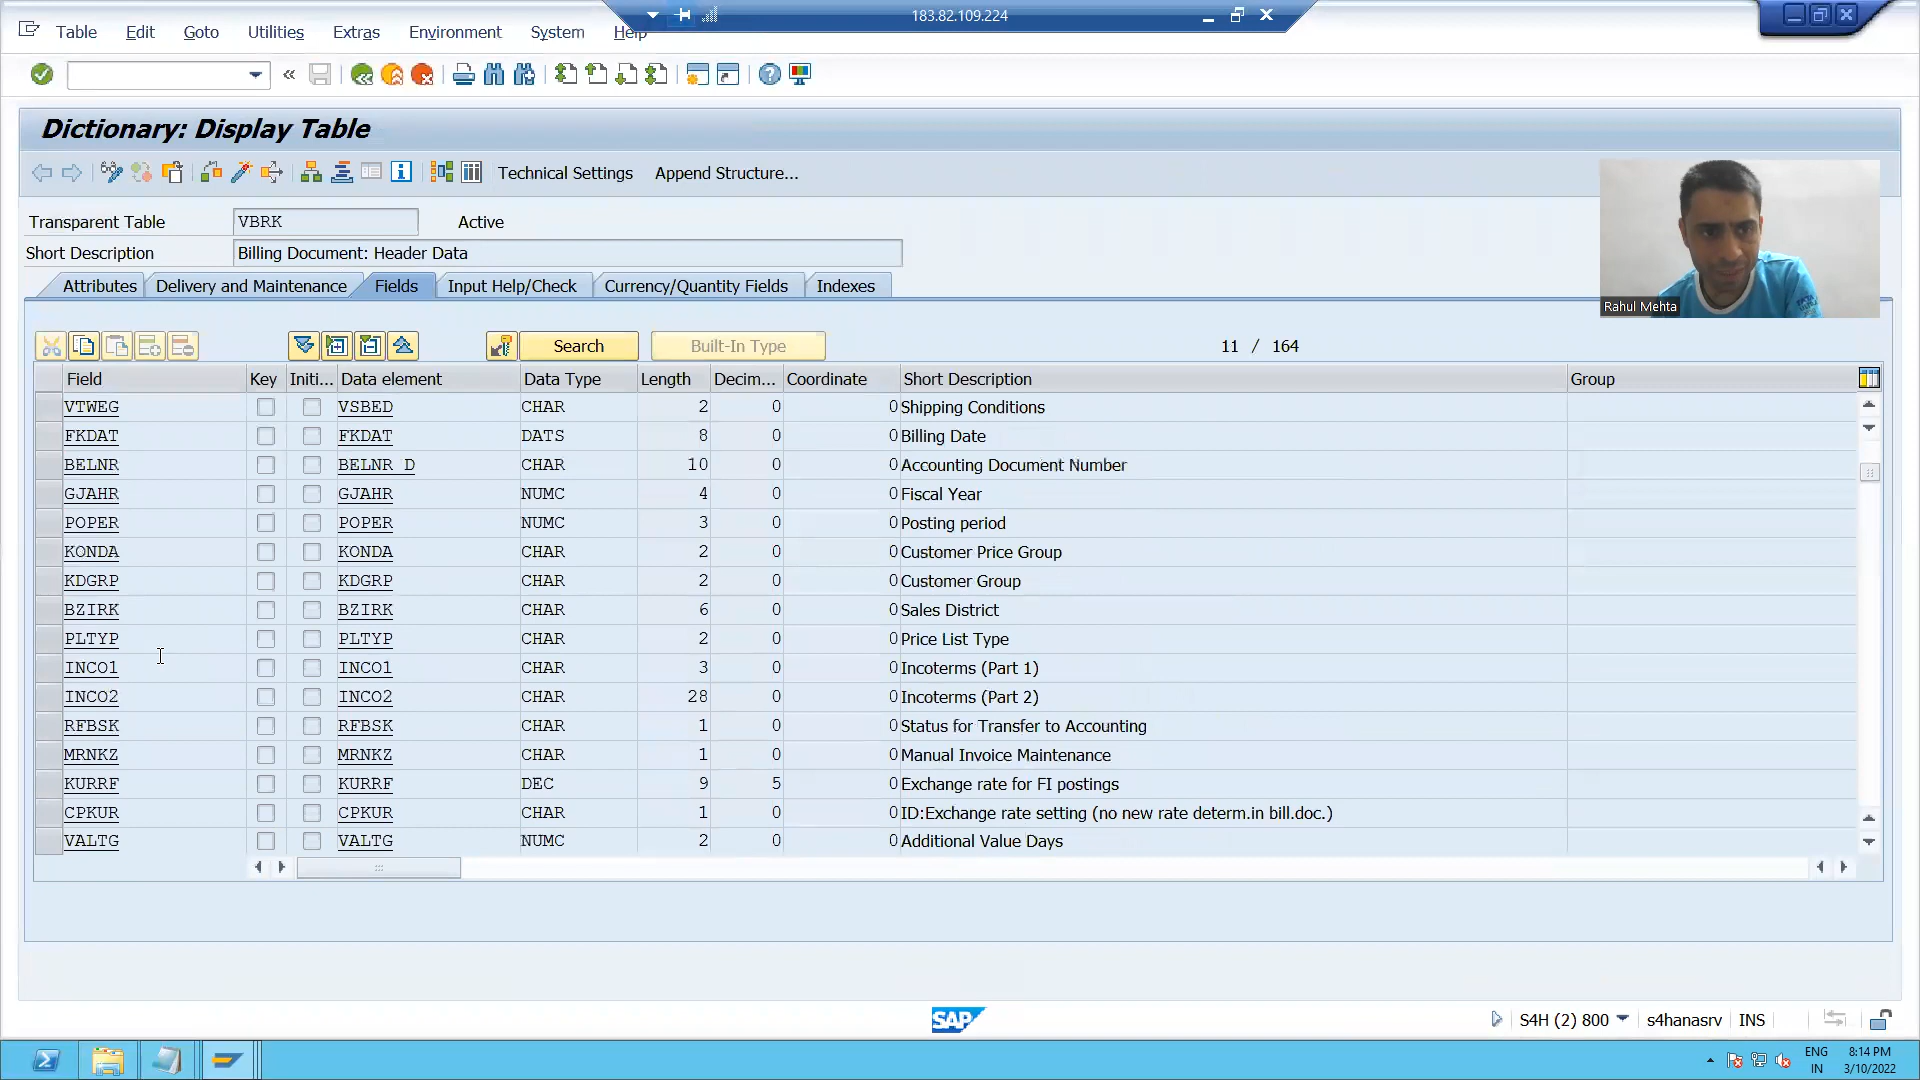 183.82.109.224
Table Edit Goto Utilities Extras Environment System Help
Dictionary: Display Table
Technical Settings Append Structure...
Transparent Table VBRK Active
Short Description Billing Document: Header Data
Attributes Delivery and Maintenance Fields Input Help/Check Currency/Quantity Fields Indexes
Rahul Mehta
Search Built-In Type 11 / 164
Field Key Initi... Data element Data Type Length Decim... Coordinate Short Description Group
VTWEG VSBED CHAR 2 0 0 Shipping Conditions
FKDAT FKDAT DATS 8 0 0 Billing Date
BELNR BELNR_D CHAR 10 0 0 Accounting Document Number
GJAHR GJAHR NUMC 4 0 0 Fiscal Year
POPER POPER NUMC 3 0 0 Posting period
KONDA KONDA CHAR 2 0 0 Customer Price Group
KDGRP KDGRP CHAR 2 0 0 Customer Group
BZIRK BZIRK CHAR 6 0 0 Sales District
PLTYP PLTYP CHAR 2 0 0 Price List Type
INCO1 INCO1 CHAR 3 0 0 Incoterms (Part 1)
INCO2 INCO2 CHAR 28 0 0 Incoterms (Part 2)
RFBSK RFBSK CHAR 1 0 0 Status for Transfer to Accounting
MRNKZ MRNKZ CHAR 1 0 0 Manual Invoice Maintenance
KURRF KURRF DEC 9 5 0 Exchange rate for FI postings
CPKUR CPKUR CHAR 1 0 0 ID:Exchange rate setting (no new rate determ.in bill.doc.)
VALTG VALTG NUMC 2 0 0 Additional Value Days
SAP S4H (2) 800 s4hanasrv INS
ENG 8:14 PM
IN 3/10/2022